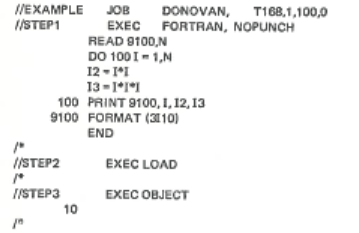 //EXAMPLE JOB DONOVAN, T168,1,100,0
//STEP1 EXEC FORTRAN, NOPUNCH
READ 9100,N
DO 100 I = 1,N
I2 = I*I
I3 = I*I*I
100 PRINT 9100, I, I2, I3
9100 FORMAT (3I10)
END
/*
//STEP2 EXEC LOAD
/*
//STEP3 EXEC OBJECT
10
/*